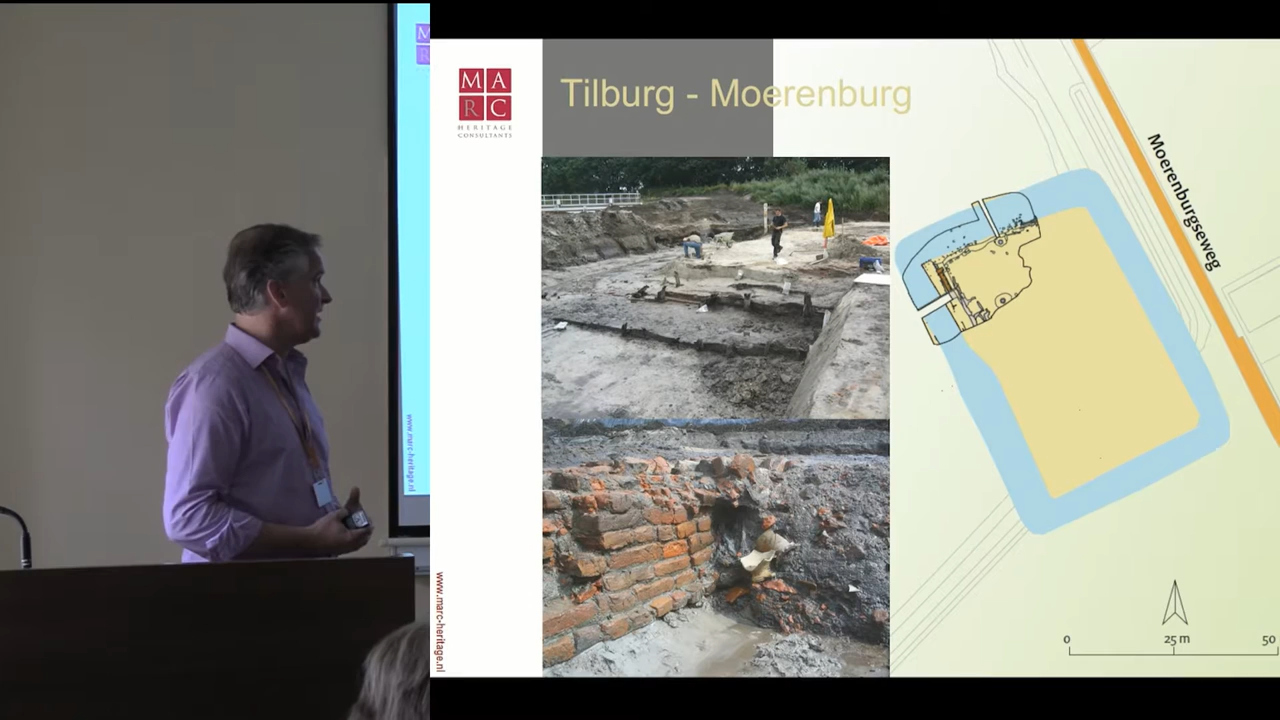 MA
RC
HERITAGE
CONSULTANTS
Tilburg - Moerenburg
Moerenburgseweg
0 25 m 50
www.marc-heritage.nl
M
R
www.marc-heritage.nl